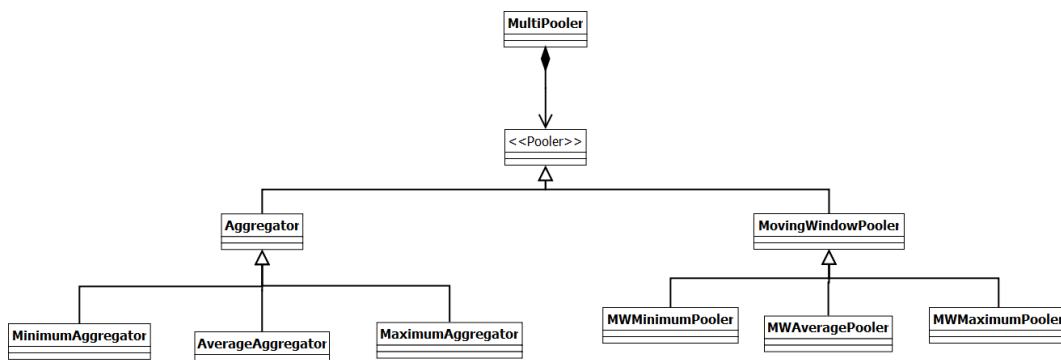 MultiPooler
<<Pooler>>
Aggregator
MovingWindowPooler
MinimumAggregator
AverageAggregator
MaximumAggregator
MWMinimumPooler
MWAveragePooler
MWMaximumPooler